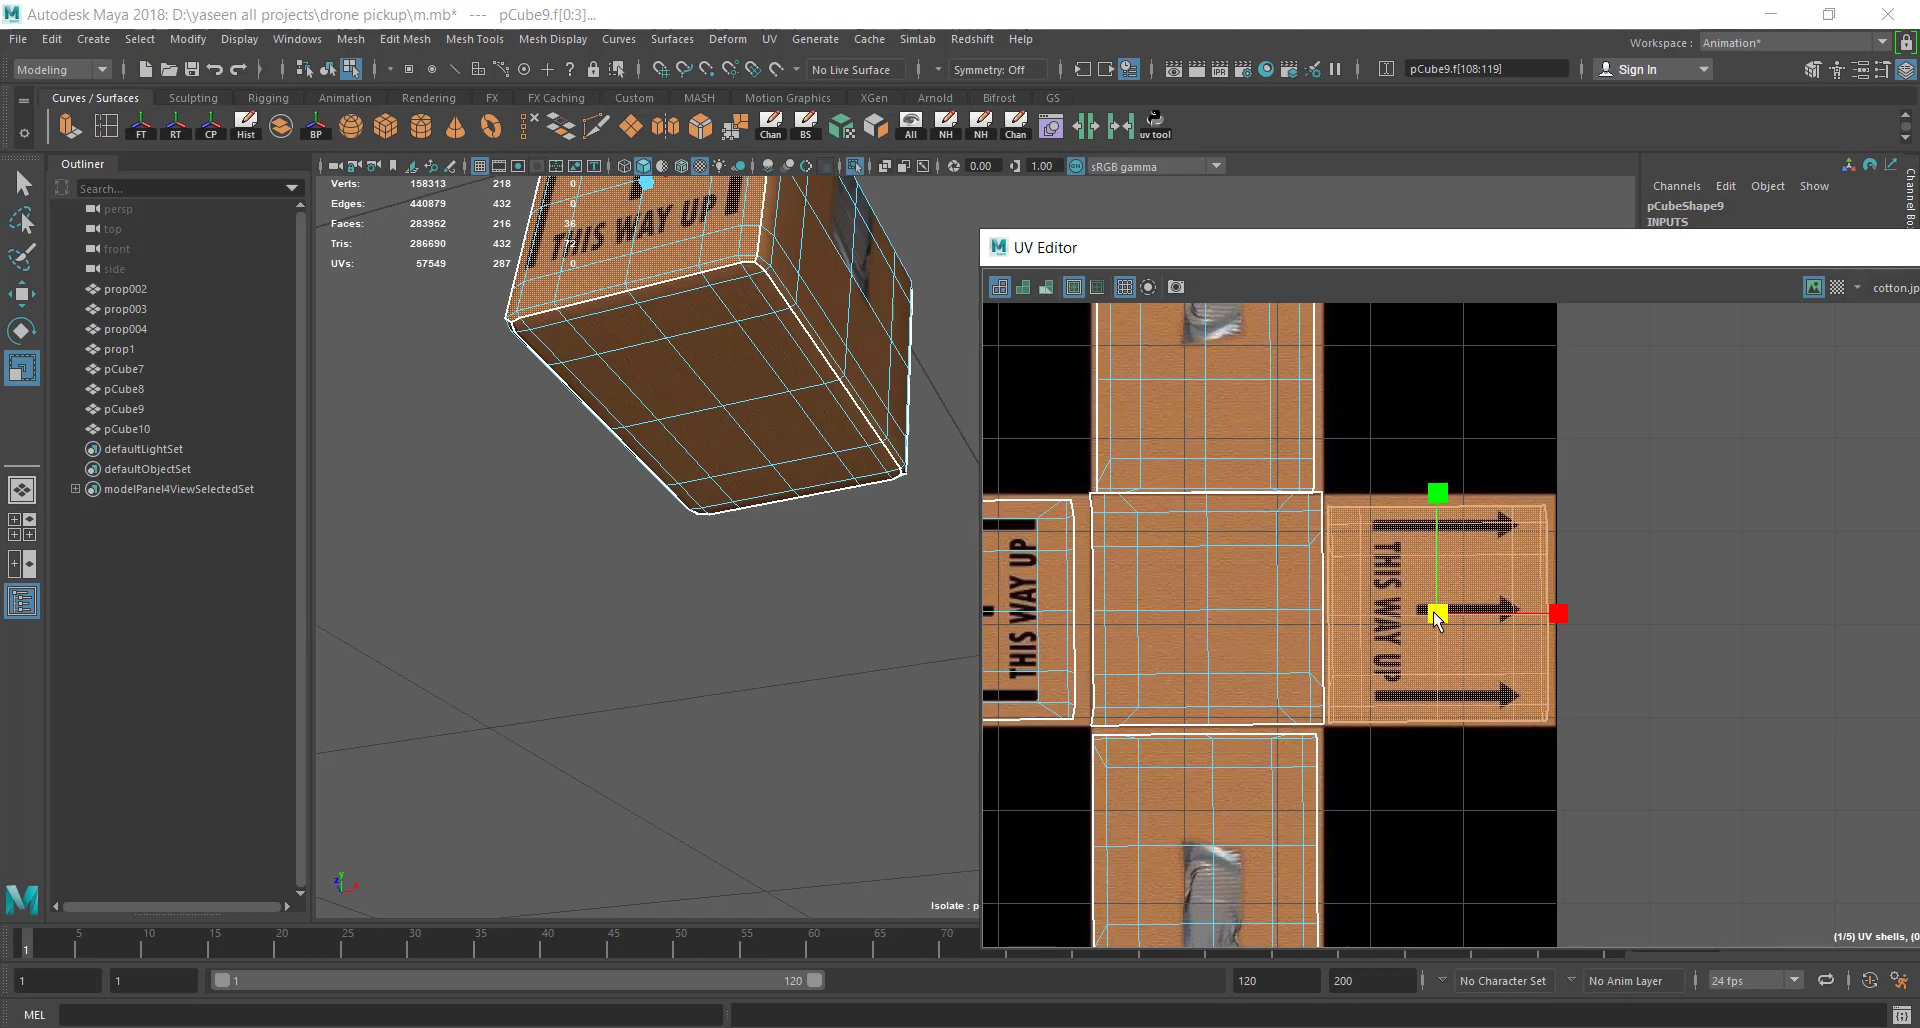 Autodesk Maya 2018: D:\yaseen all projects\drone pickup\m.mb* --- pCube9.f[0:3]...
File Edit Create Select Modify Display Windows Mesh Edit Mesh Mesh Tools Mesh Display Curves Surfaces Deform UV Generate Cache SimLab Redshift Help
Workspace : Animation*
Modeling No Live Surface Symmetry: Off pCube9.f[108:119] Sign In
Curves / Surfaces Sculpting Rigging Animation Rendering FX FX Caching Custom MASH Motion Graphics XGen Arnold Bifrost GS
FT RT CP Hist BP Chan BS All NH NH Chan uv tool
Outliner
Search...
persp
top
front
side
prop002
prop003
prop004
prop1
pCube7
pCube8
pCube9
pCube10
defaultLightSet
defaultObjectSet
modelPanel4ViewSelectedSet
0.00 1.00 sRGB gamma
Verts: 158313 218 0
Edges: 440879 432 0
Faces: 283952 216 36
Tris: 286690 432 72
UVs: 57549 287 0
THIS WAY UP
Isolate : p
Channels Edit Object Show
pCubeShape9
INPUTS
Channel Bo
UV Editor
cotton.jp
THIS WAY UP
THIS WAY UP
(1/5) UV shells, (0
1 5 10 15 20 25 30 35 40 45 50 55 60 65 70
1 1 1 120 120 200 No Character Set No Anim Layer 24 fps
MEL